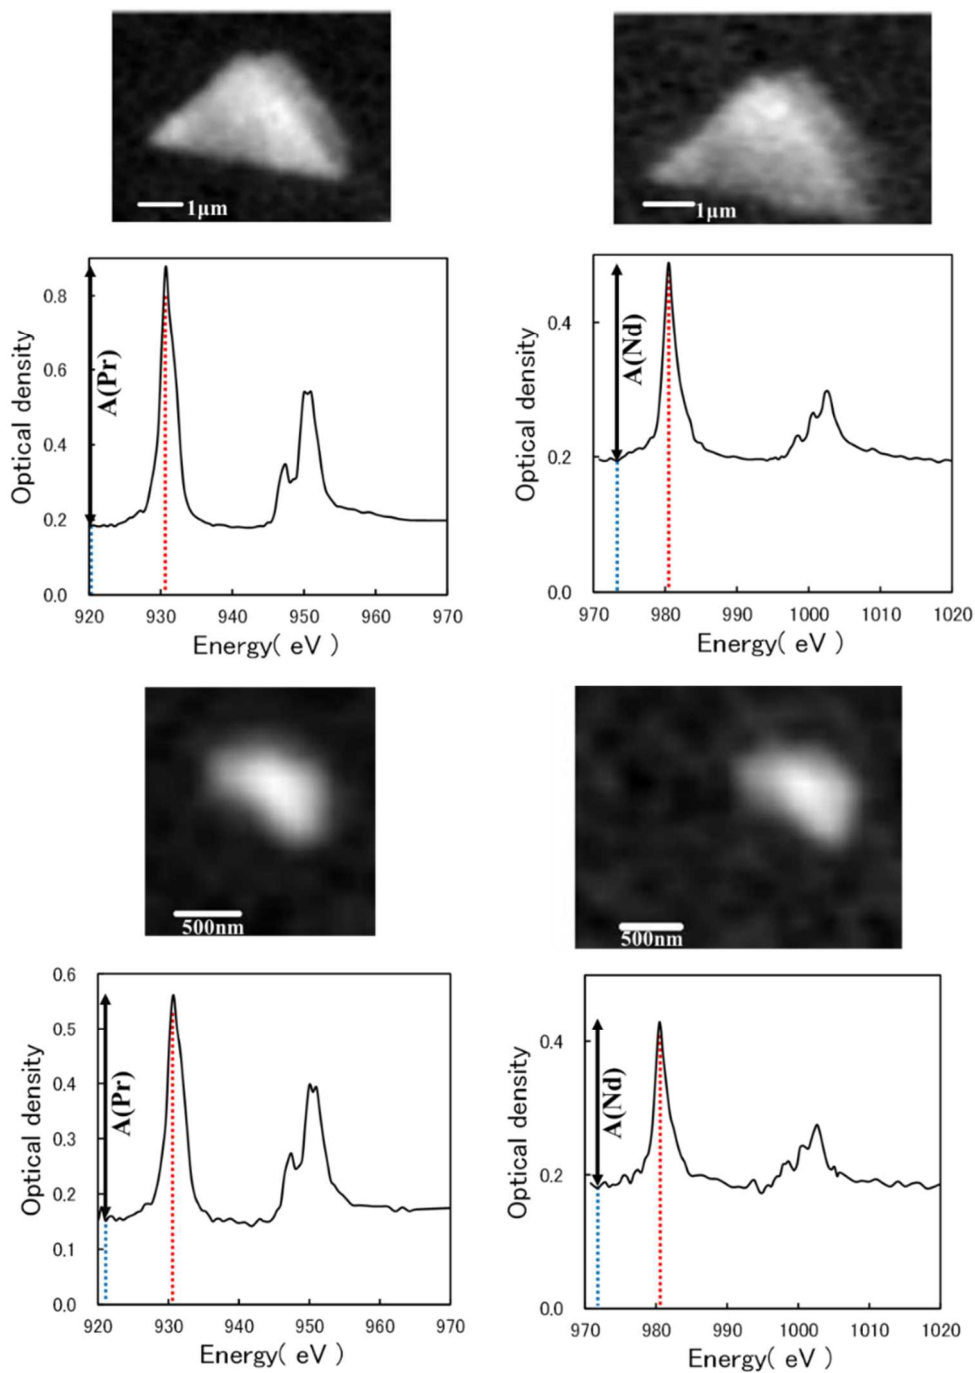 1μm
1μm
0.8
0.6
0.4
0.2
0.0
Optical density
A(Pr)
920 930 940 950 960 970
Energy( eV )
0.4
0.2
0.0
Optical density
A(Nd)
970 980 990 1000 1010 1020
Energy( eV )
500nm
500nm
0.6
0.5
0.4
0.3
0.2
0.1
0.0
Optical density
A(Pr)
920 930 940 950 960 970
Energy( eV )
0.4
0.2
0.0
Optical density
A(Nd)
970 980 990 1000 1010 1020
Energy( eV )